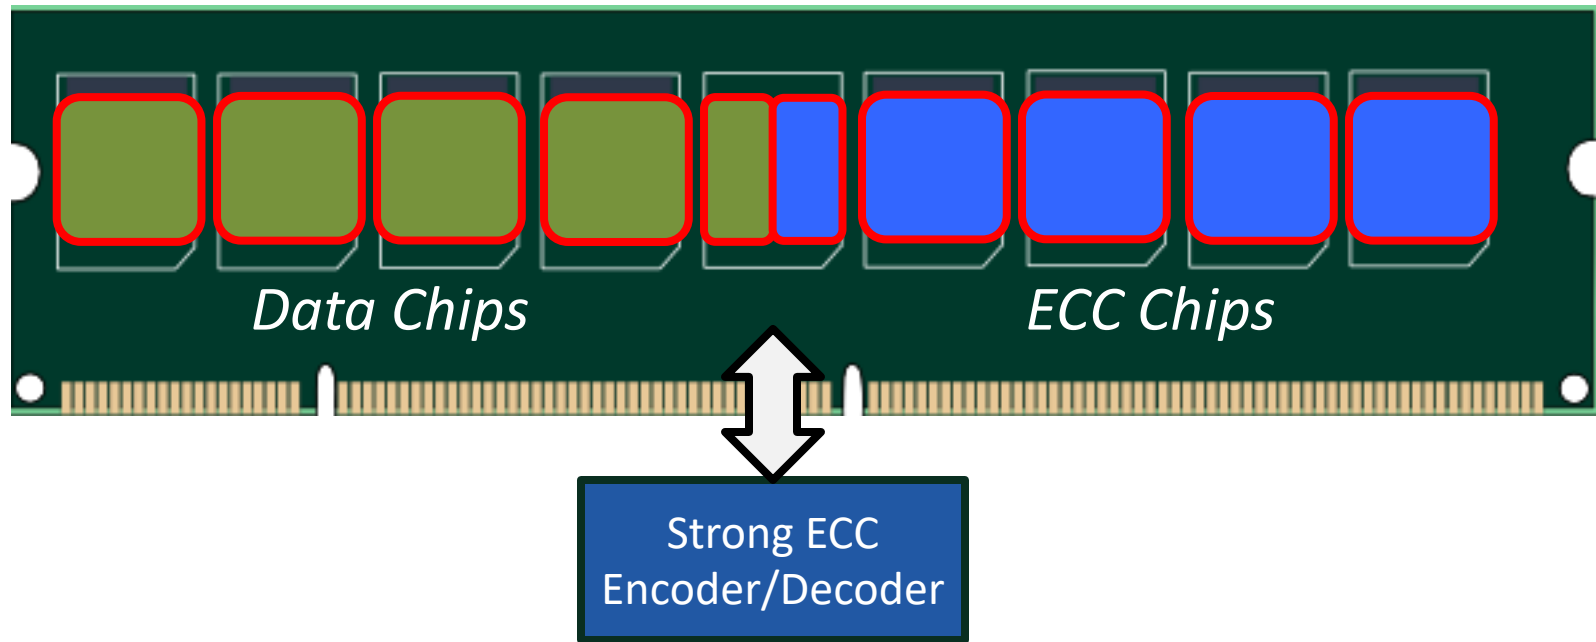 Data Chips
ECC Chips
Strong ECC
Encoder/Decoder